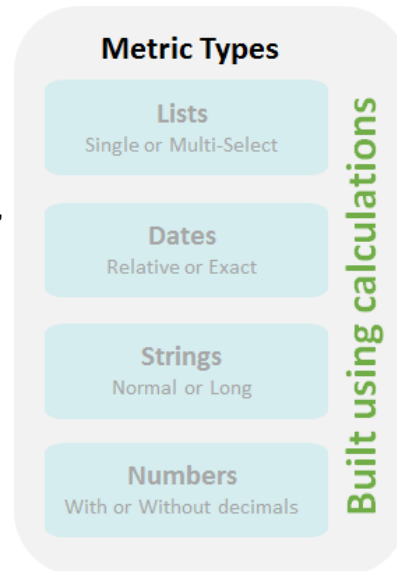 Metric Types
Lists
Single or Multi-Select
Dates
Relative or Exact
Strings
Normal or Long
Numbers
With or Without decimals
Built using calculations